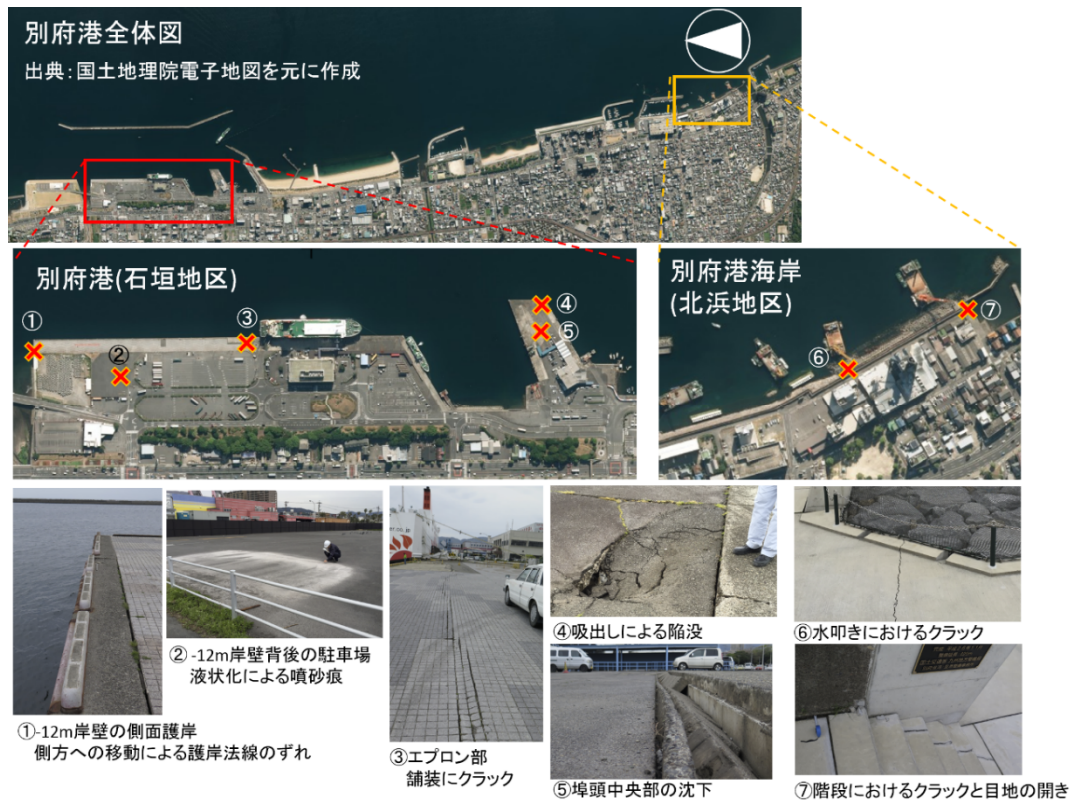 別府港全体図
出典：国土地理院電子地図を元に作成
別府港(石垣地区)
①
②
③
④
⑤
別府港海岸
(北浜地区)
⑥
⑦
①-12m岸壁の側面護岸
側方への移動による護岸法線のずれ
② -12m岸壁背後の駐車場
液状化による噴砂痕
③エプロン部
舗装にクラック
④吸出しによる陥没
⑤埠頭中央部の沈下
⑥水叩きにおけるクラック
⑦階段におけるクラックと目地の開き